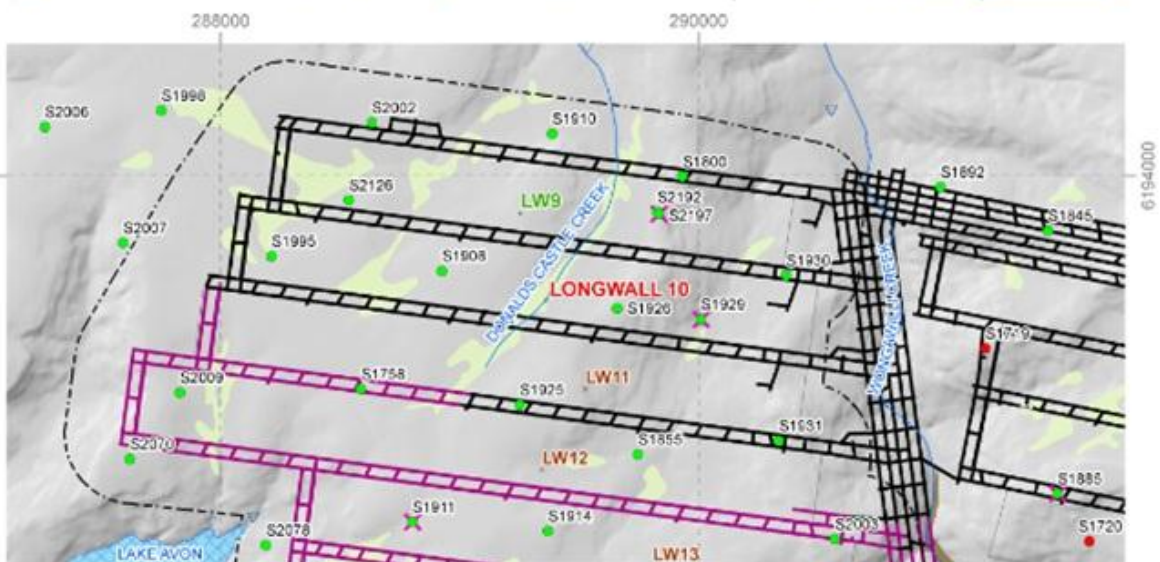 288000
290000
S2006
S1998
S2002
S1910
S1800
S1892
6194000
S2126
LW9
S2192
S2197
S1845
S2007
S1995
S1908
DONALDS CASTLE CREEK
S1930
WONGAWILLI CREEK
LONGWALL 10
S1926
S1929
S1719
S2009
S1758
S1925
LW11
S2070
S1855
S1931
LW12
S1885
S1911
S1914
S2003
S2078
S1720
LAKE AVON
LW13